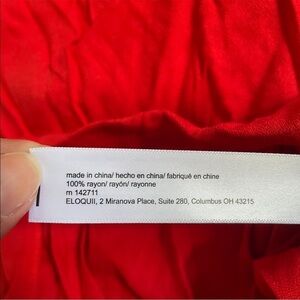 made in china/ hecho en china/ fabriqué en chine
100% rayon/ rayón/ rayonne
m 142711
ELOQUII, 2 Miranova Place, Suite 280, Columbus OH 43215